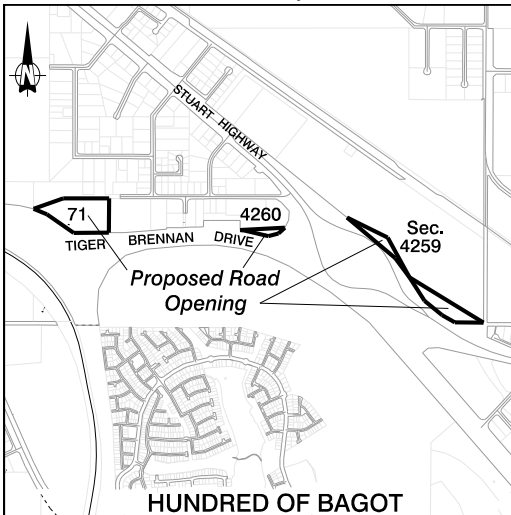 N
STUART HIGHWAY
71
4260
Sec.
4259
TIGER BRENNAN DRIVE
Proposed Road
Opening
HUNDRED OF BAGOT